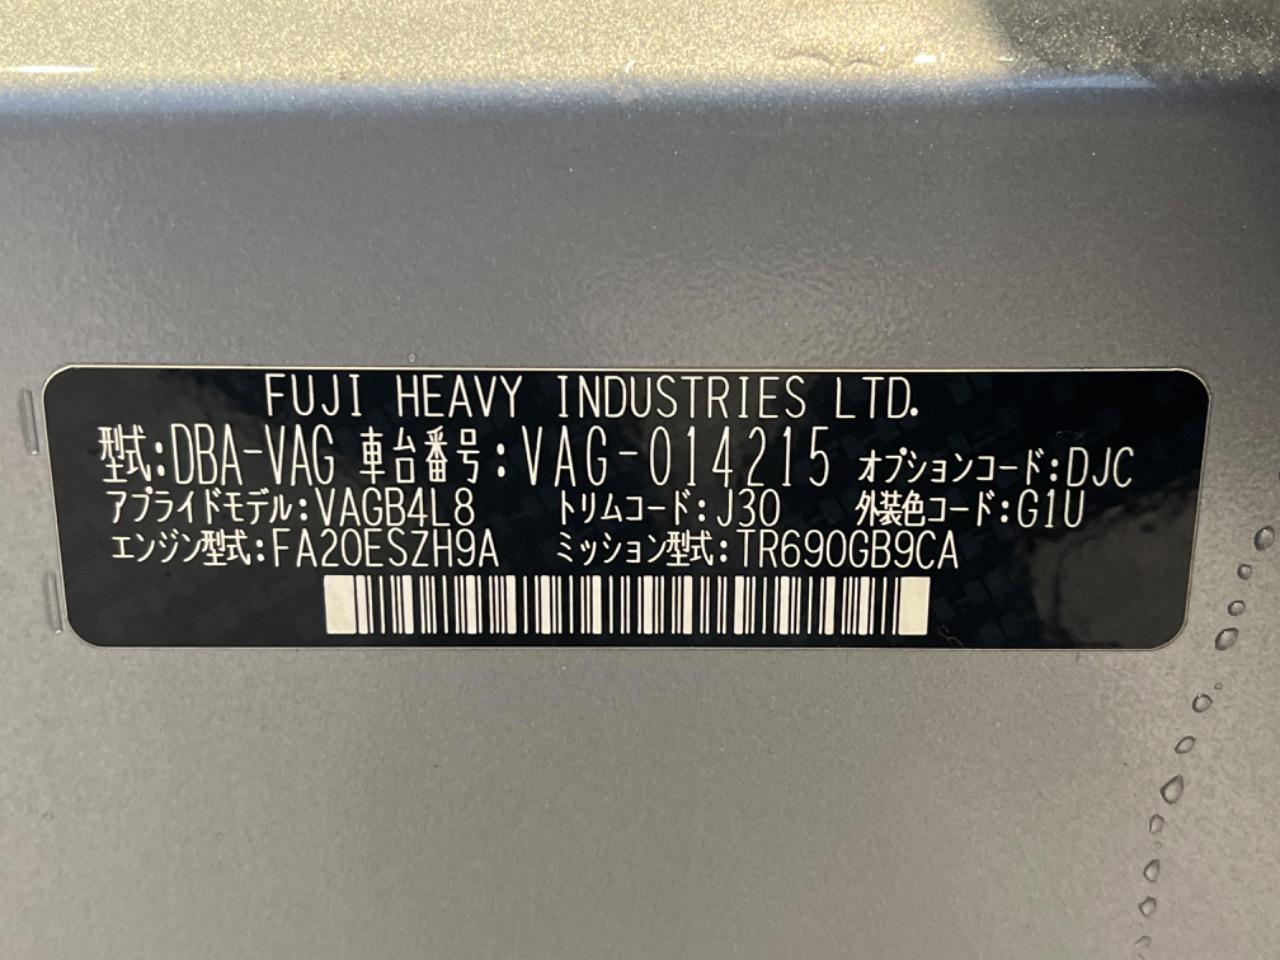 FUJI HEAVY INDUSTRIES LTD.
型式:DBA-VAG 車台番号:VAG-014215 オプションコード:DJC
アプライドモデル:VAGB4L8 トリムコード:J30 外装色コード:G1U
エンジン型式:FA20ESZH9A ミッション型式:TR690GB9CA